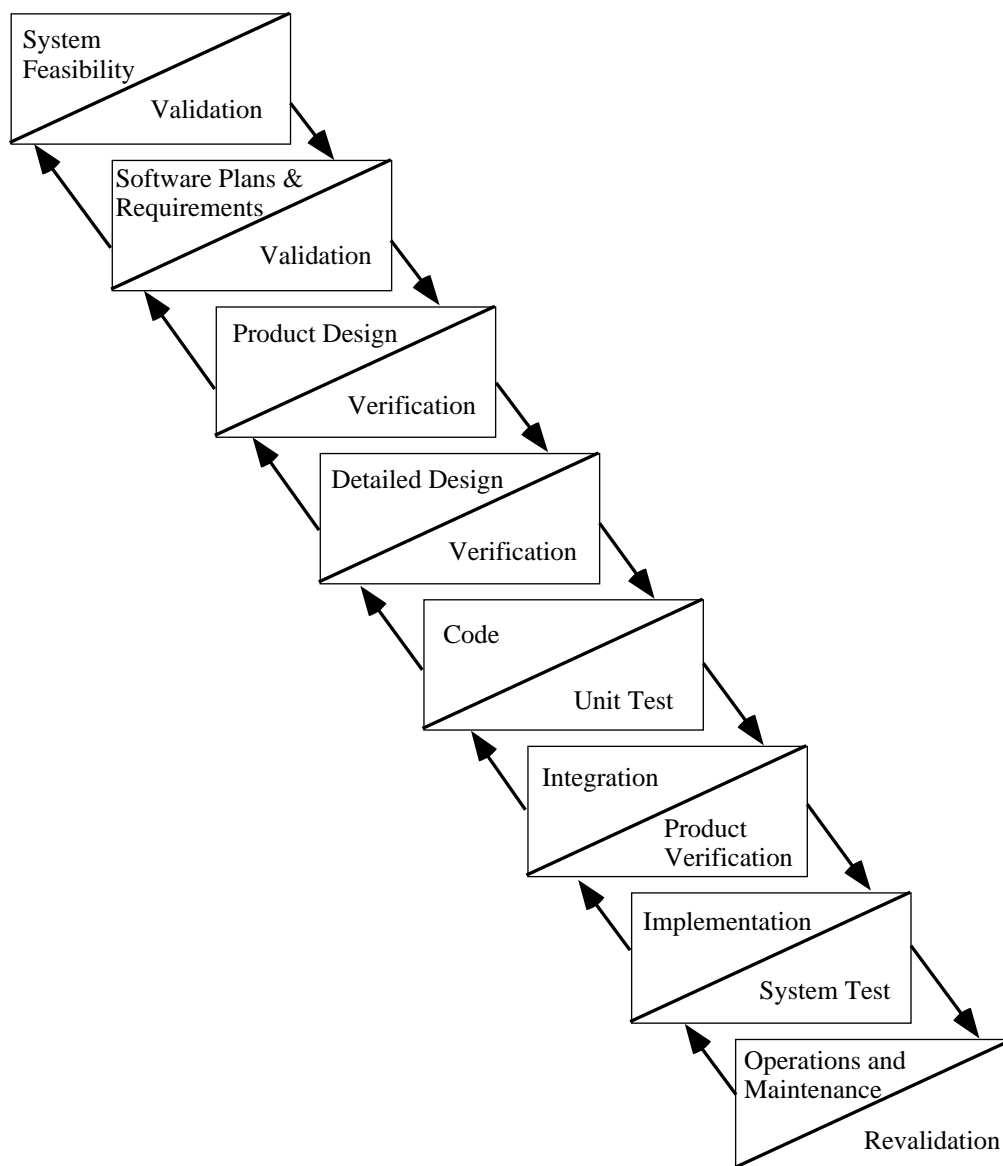 System
Feasibility
Validation
Software Plans &
Requirements
Validation
Product Design
Verification
Detailed Design
Verification
Code
Unit Test
Integration
Product
Verification
Implementation
System Test
Operations and
Maintenance
Revalidation